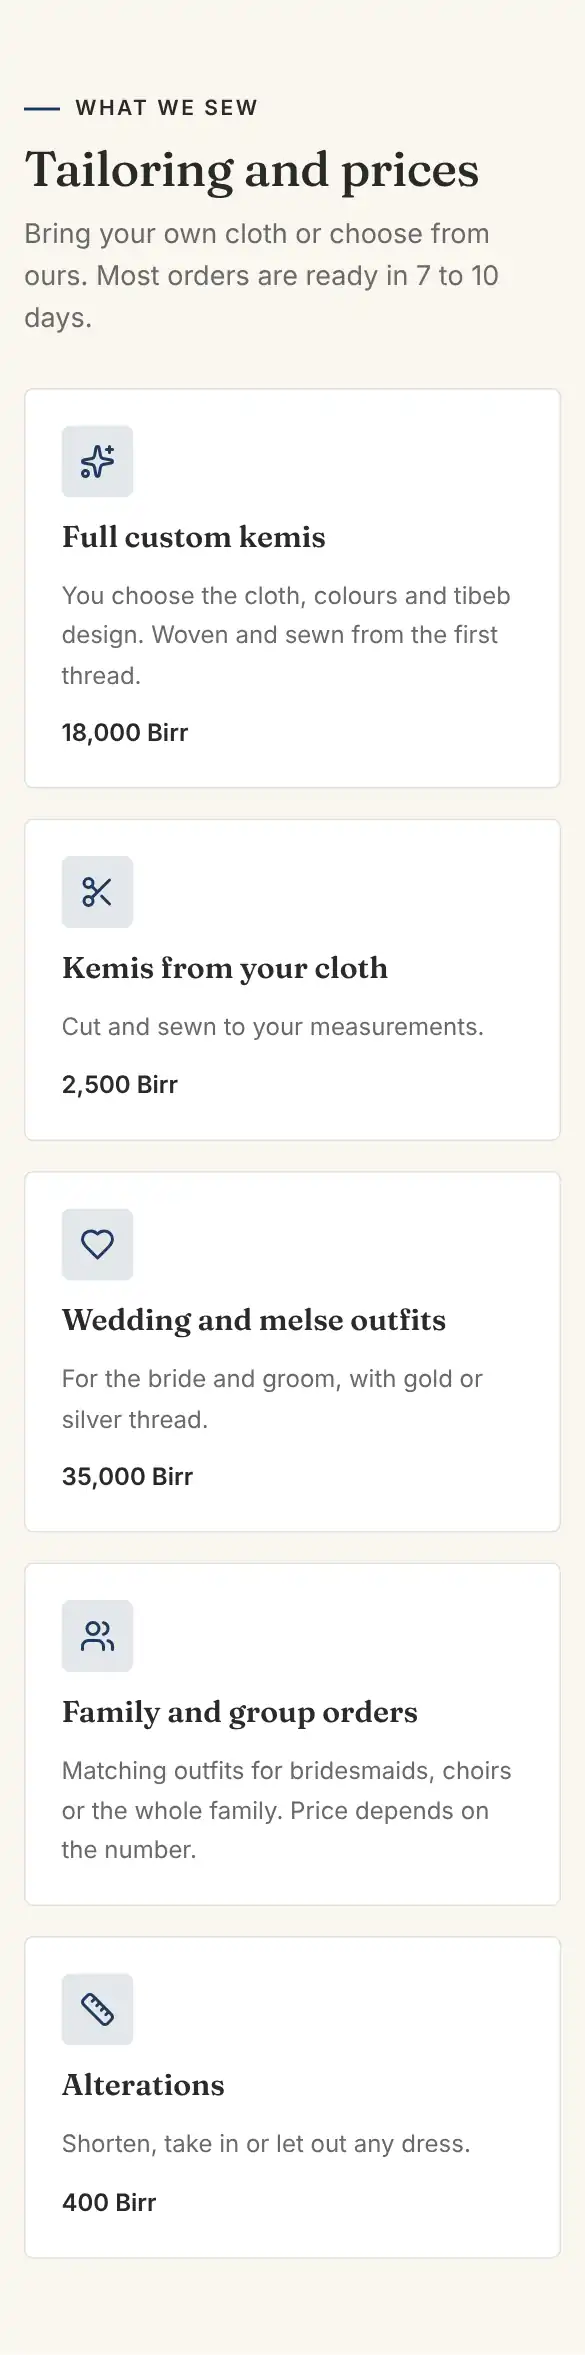 WHAT WE SEW
Tailoring and prices
Bring your own cloth or choose from
ours. Most orders are ready in 7 to 10
days.
Full custom kemis
You choose the cloth, colours and tibeb
design. Woven and sewn from the first
thread.
18,000 Birr
Kemis from your cloth
Cut and sewn to your measurements.
2,500 Birr
Wedding and melse outfits
For the bride and groom, with gold or
silver thread.
35,000 Birr
Family and group orders
Matching outfits for bridesmaids, choirs
or the whole family. Price depends on
the number.
Alterations
Shorten, take in or let out any dress.
400 Birr